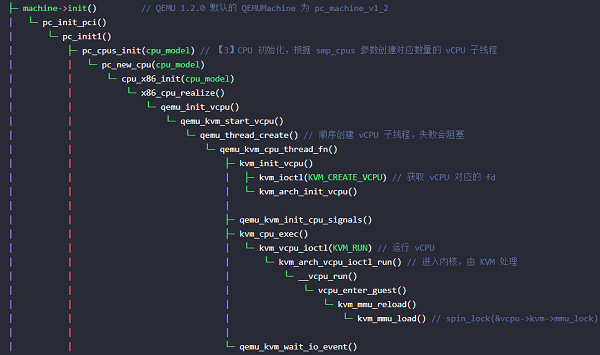 machine->init() // QEMU 1.2.0 默认的 QEMUMachine 为 pc_machine_v1_2
pc_init_pci()
pc_init1()
pc_cpus_init(cpu_model) // 【3】CPU 初始化，根据 smp_cpus 参数创建对应数量的 vCPU 子线程
pc_new_cpu(cpu_model)
cpu_x86_init(cpu_model)
x86_cpu_realize()
qemu_init_vcpu()
qemu_kvm_start_vcpu()
qemu_thread_create() // 顺序创建 vCPU 子线程，失败会阻塞
qemu_kvm_cpu_thread_fn()
kvm_init_vcpu()
kvm_ioctl(KVM_CREATE_VCPU) // 获取 vCPU 对应的 fd
kvm_arch_init_vcpu()
qemu_kvm_init_cpu_signals()
kvm_cpu_exec()
kvm_vcpu_ioctl(KVM_RUN) // 运行 vCPU
kvm_arch_vcpu_ioctl_run() // 进入内核，由 KVM 处理
__vcpu_run()
vcpu_enter_guest()
kvm_mmu_reload()
kvm_mmu_load() // spin_lock(&vcpu->kvm->mmu_lock)
qemu_kvm_wait_io_event()